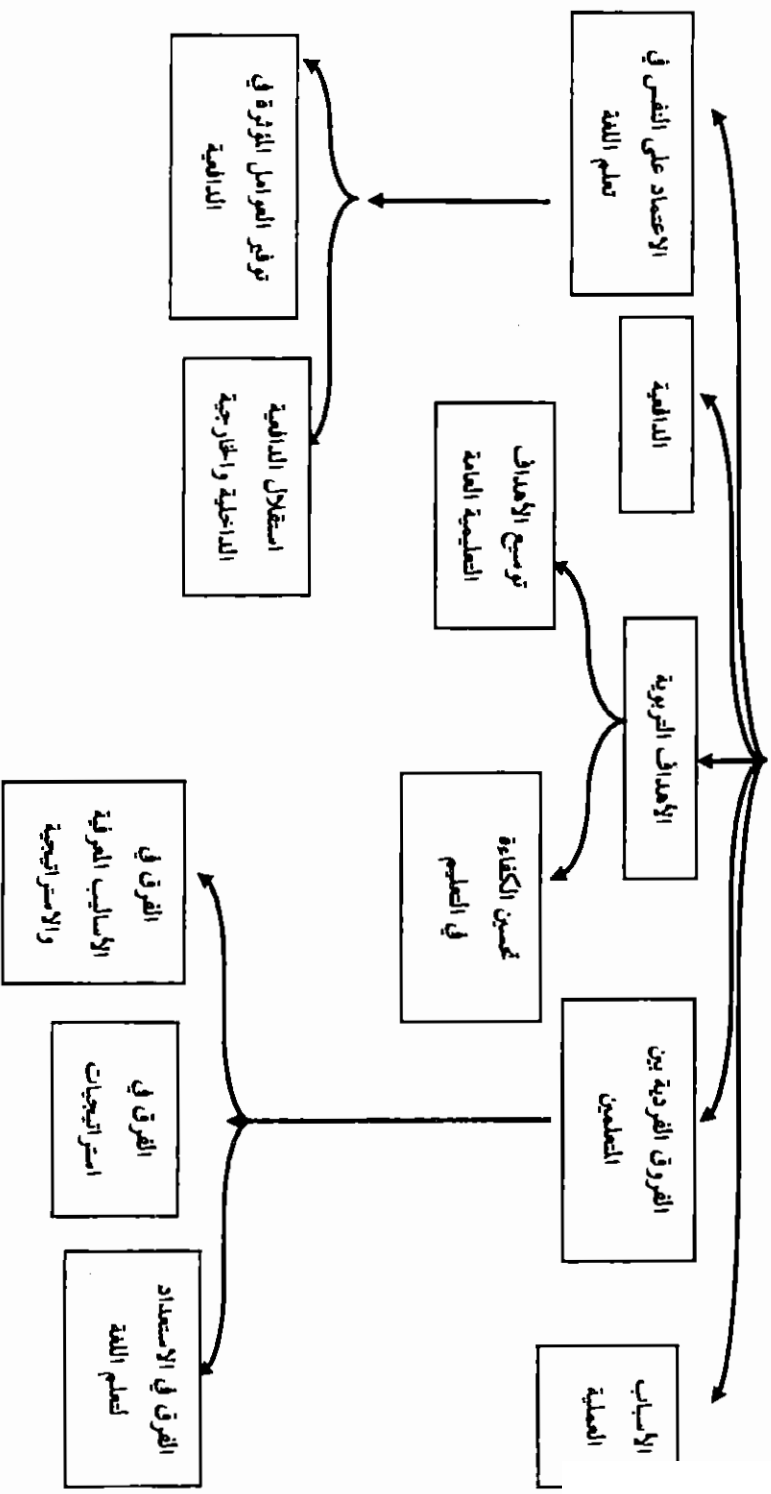 الأسباب
العملية
الفروق الفردية بين
المتعلمين
الأهداف التربوية
الدافعية
الاعتماد على النفس في
تعلم اللغة
تحسين الكفاءة
في التعليم
توسيع الأهداف
التعليمية العامة
الفرق في الاستعداد
لتعلم اللغة
الفرق في
استراتيجيات
الفرق في
الأساليب المعرفية
والاستراتيجية
استقلال الدافعية
الداخلية والخارجية
توفير العوامل المؤثرة في
الدافعية